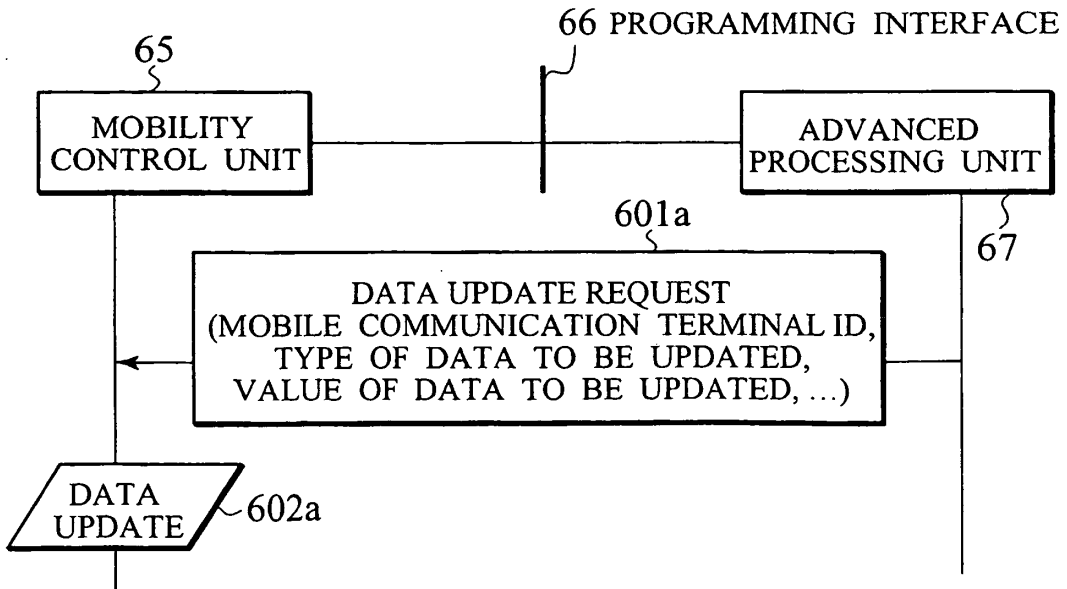 66 PROGRAMMING INTERFACE
65
MOBILITY
CONTROL UNIT
ADVANCED
PROCESSING UNIT
67
601a
DATA UPDATE REQUEST
(MOBILE COMMUNICATION TERMINAL ID,
TYPE OF DATA TO BE UPDATED,
VALUE OF DATA TO BE UPDATED, ...)
DATA
UPDATE
602a